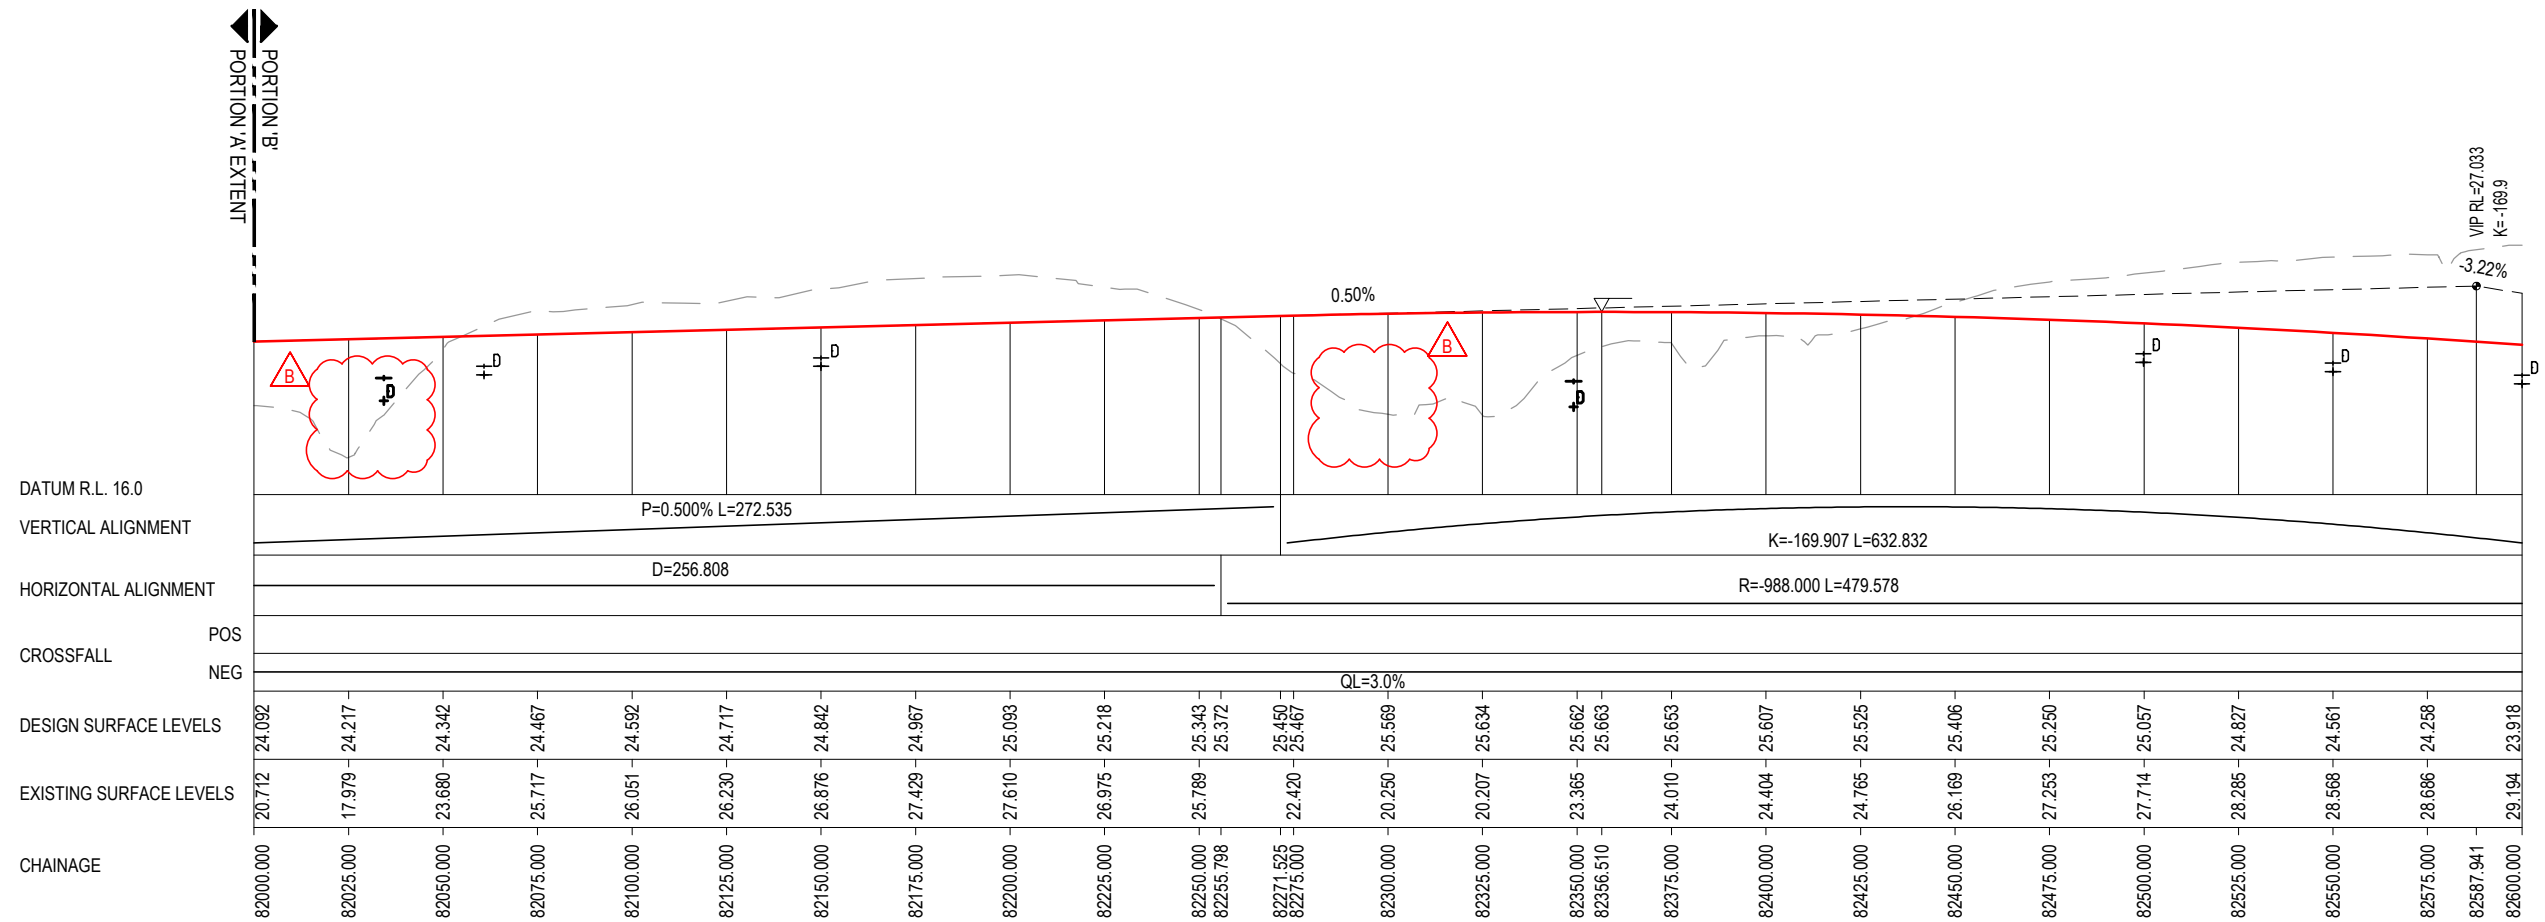 PORTION 'A' EXTENT
PORTION 'B'
VIP RL=27.033
K= -169.9
-3.22%
0.50%
B
D
D
D
B
D
D
D
D
DATUM R.L. 16.0
VERTICAL ALIGNMENT
P=0.500% L=272.535
K=-169.907 L=632.832
HORIZONTAL ALIGNMENT
D=256.808
R=-988.000 L=479.578
CROSSFALL
POS
NEG
QL=3.0%
DESIGN SURFACE LEVELS 24.092 24.217 24.342 24.467 24.592 24.717 24.842 24.967 25.093 25.218 25.343 25.372 25.450 25.467 25.569 25.634 25.662 25.663 25.653 25.607 25.525 25.406 25.250 25.057 24.827 24.561 24.258 23.918
EXISTING SURFACE LEVELS 20.712 17.979 23.680 25.717 26.051 26.230 26.876 27.429 27.610 26.975 25.789 22.420 20.250 20.207 23.365 24.010 24.404 24.765 26.169 27.253 27.714 28.285 28.568 28.686 29.194
CHAINAGE 82000.000 82025.000 82050.000 82075.000 82100.000 82125.000 82150.000 82175.000 82200.000 82225.000 82250.000 82255.798 82271.525 82275.000 82300.000 82325.000 82350.000 82356.510 82375.000 82400.000 82425.000 82450.000 82475.000 82500.000 82525.000 82550.000 82575.000 82587.941 82600.000